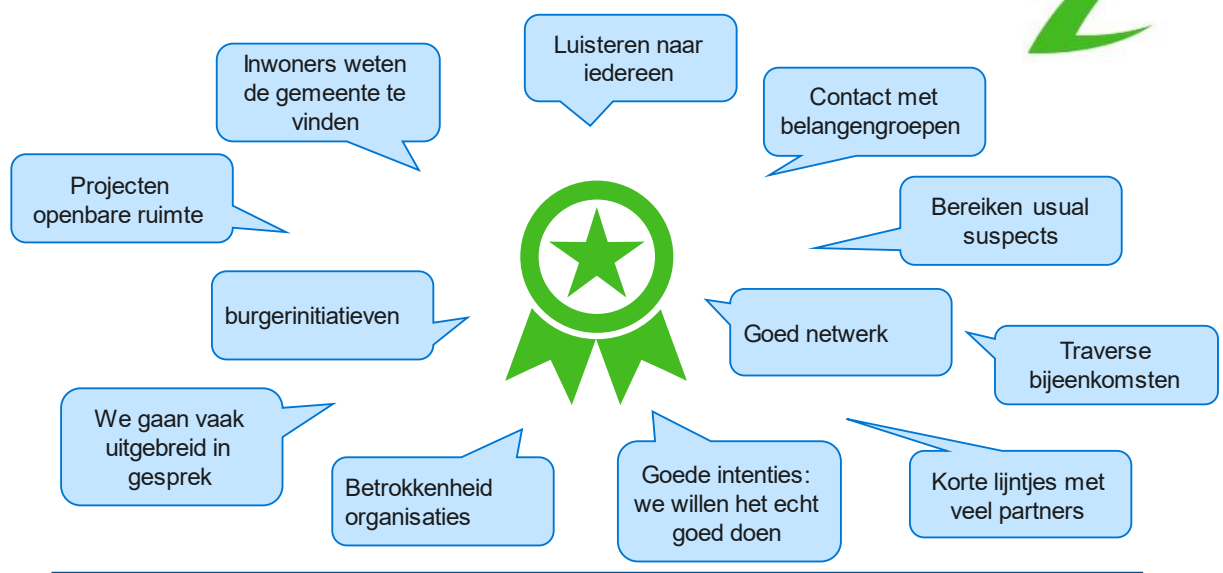 Luisteren naar
iedereen
Inwoners weten
de gemeente te
vinden
Contact met
belangengroepen
Projecten
openbare ruimte
Bereiken usual
suspects
burgerinitiatieven
Goed netwerk
Traverse
bijeenkomsten
We gaan vaak
uitgebreid in
gesprek
Betrokkenheid
organisaties
Goede intenties:
we willen het echt
goed doen
Korte lijntjes met
veel partners